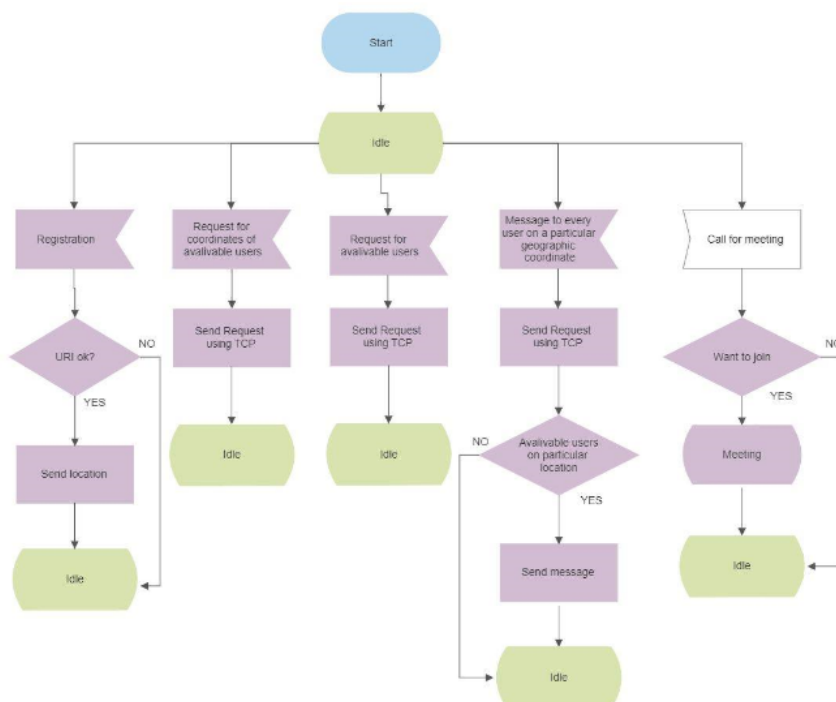 Start
Idle
Registration
Request for
coordinates of
avalivable users
Request for
avalivable users
Message to every
user on a particular
geographic
coordinate
Call for meeting
Send Request
using TCP
Send Request
using TCP
Send Request
using TCP
URI ok?
NO
YES
Want to join
NO
YES
Idle
Idle
Avalivable users
on particular
location
NO
YES
Meeting
Send location
Idle
Send message
Idle
Idle